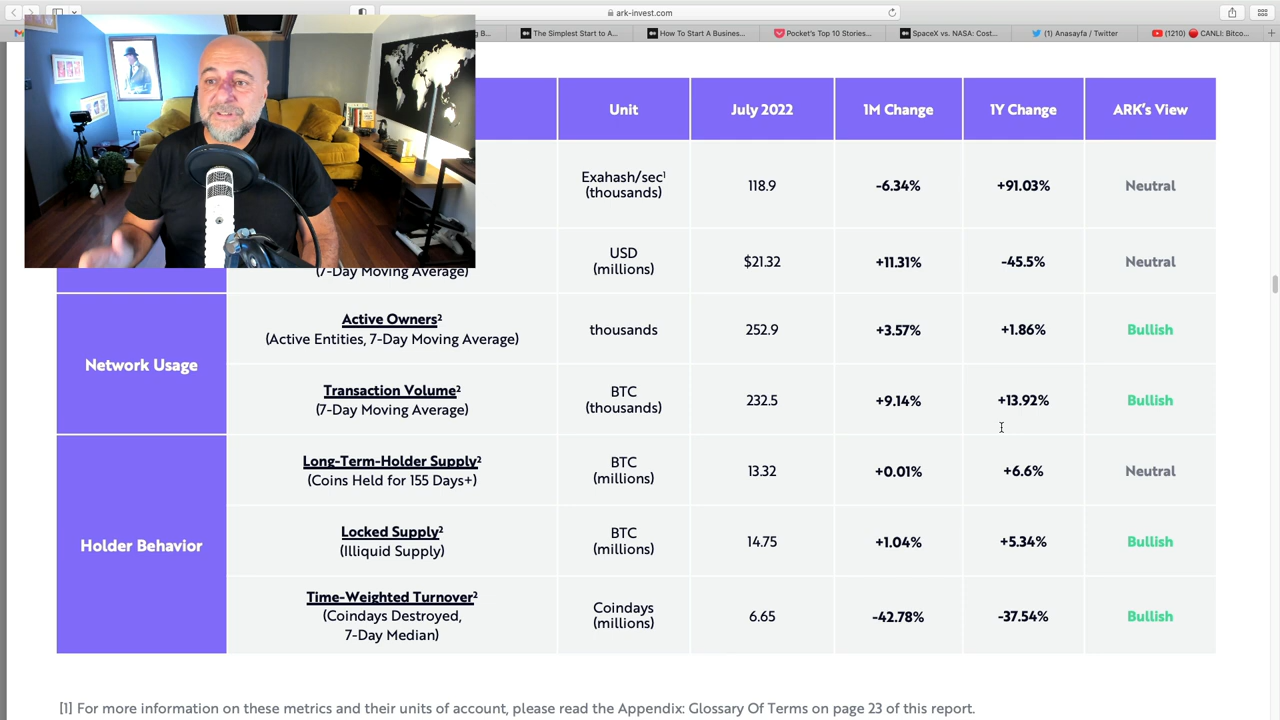 ark-invest.com
g B...
The Simplest Start to A...
How To Start A Busines...
Pocket's Top 10 Stories...
SpaceX vs. NASA: Cost...
(1) Anasayfa / Twitter
(1210) 🔴 CANLI: Bitco...
Unit July 2022 1M Change 1Y Change ARK's View
Exahash/sec¹
(thousands)
118.9 -6.34% +91.03% Neutral
(7-Day Moving Average)
USD
(millions)
$21.32 +11.31% -45.5% Neutral
Network Usage
Active Owners²
(Active Entities, 7-Day Moving Average)
thousands 252.9 +3.57% +1.86% Bullish
Transaction Volume²
(7-Day Moving Average)
BTC
(thousands)
232.5 +9.14% +13.92% Bullish
Holder Behavior
Long-Term-Holder Supply²
(Coins Held for 155 Days+)
BTC
(millions)
13.32 +0.01% +6.6% Neutral
Locked Supply²
(Illiquid Supply)
BTC
(millions)
14.75 +1.04% +5.34% Bullish
Time-Weighted Turnover²
(Coindays Destroyed,
7-Day Median)
Coindays
(millions)
6.65 -42.78% -37.54% Bullish
[1] For more information on these metrics and their units of account, please read the Appendix: Glossary Of Terms on page 23 of this report.